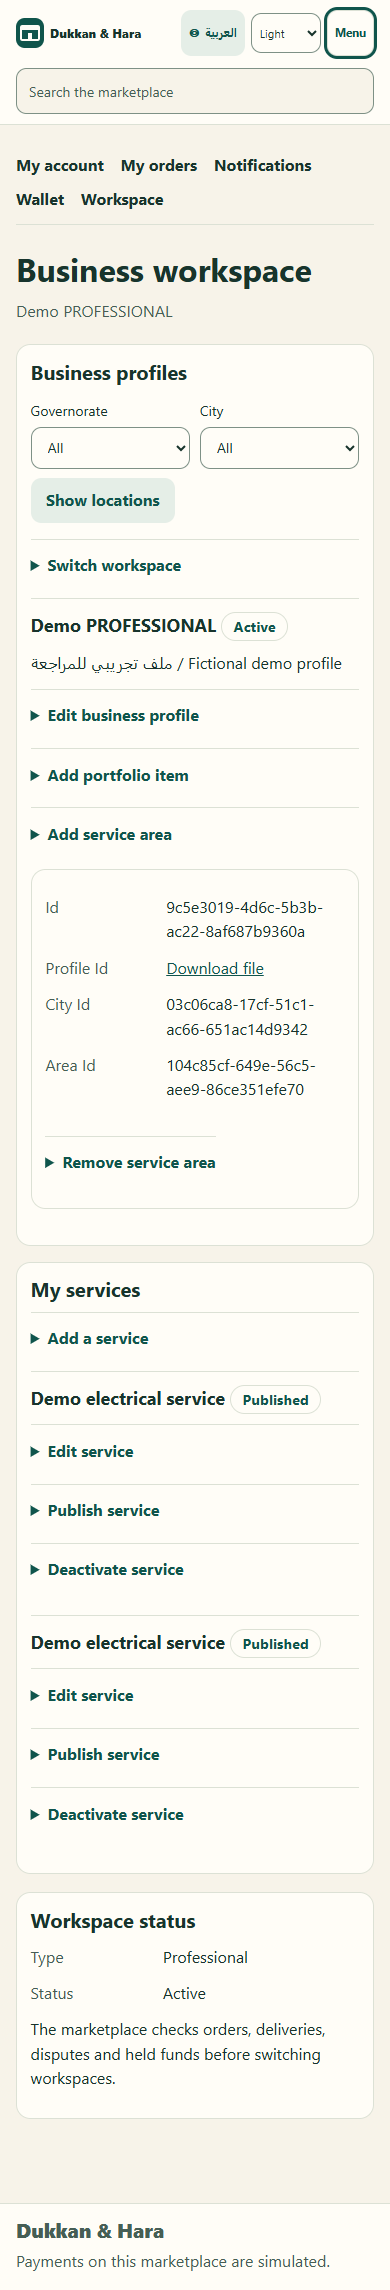 Dukkan & Hara
العربية
Light
Menu
Search the marketplace
My account My orders Notifications
Wallet Workspace
Business workspace
Demo PROFESSIONAL
Business profiles
Governorate City
All All
Show locations
Switch workspace
Demo PROFESSIONAL Active
ملف تجريبي للمراجعة / Fictional demo profile
Edit business profile
Add portfolio item
Add service area
Id 9c5e3019-4d6c-5b3b-
ac22-8af687b9360a
Profile Id Download file
City Id 03c06ca8-17cf-51c1-
ac66-651ac14d9342
Area Id 104c85cf-649e-56c5-
aee9-86ce351efe70
Remove service area
My services
Add a service
Demo electrical service Published
Edit service
Publish service
Deactivate service
Demo electrical service Published
Edit service
Publish service
Deactivate service
Workspace status
Type Professional
Status Active
The marketplace checks orders, deliveries,
disputes and held funds before switching
workspaces.
Dukkan & Hara
Payments on this marketplace are simulated.